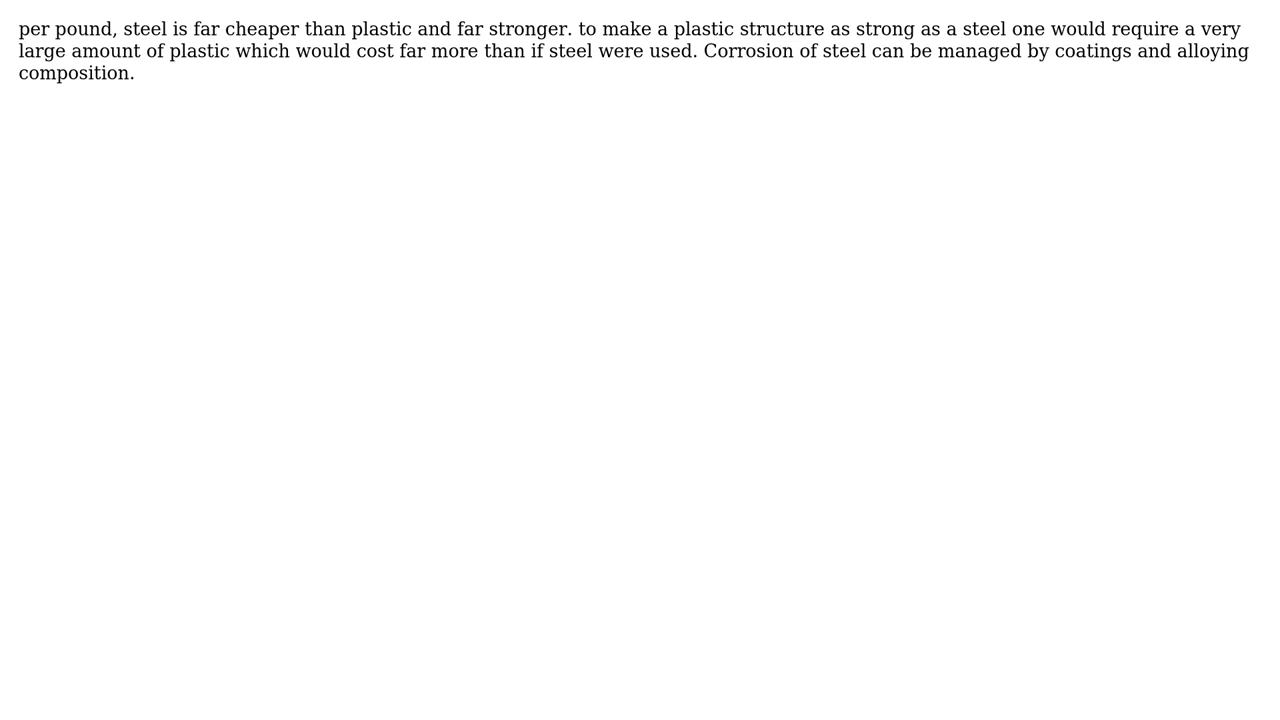 per pound, steel is far cheaper than plastic and far stronger. to make a plastic structure as strong as a steel one would require a very
large amount of plastic which would cost far more than if steel were used. Corrosion of steel can be managed by coatings and alloying
composition.